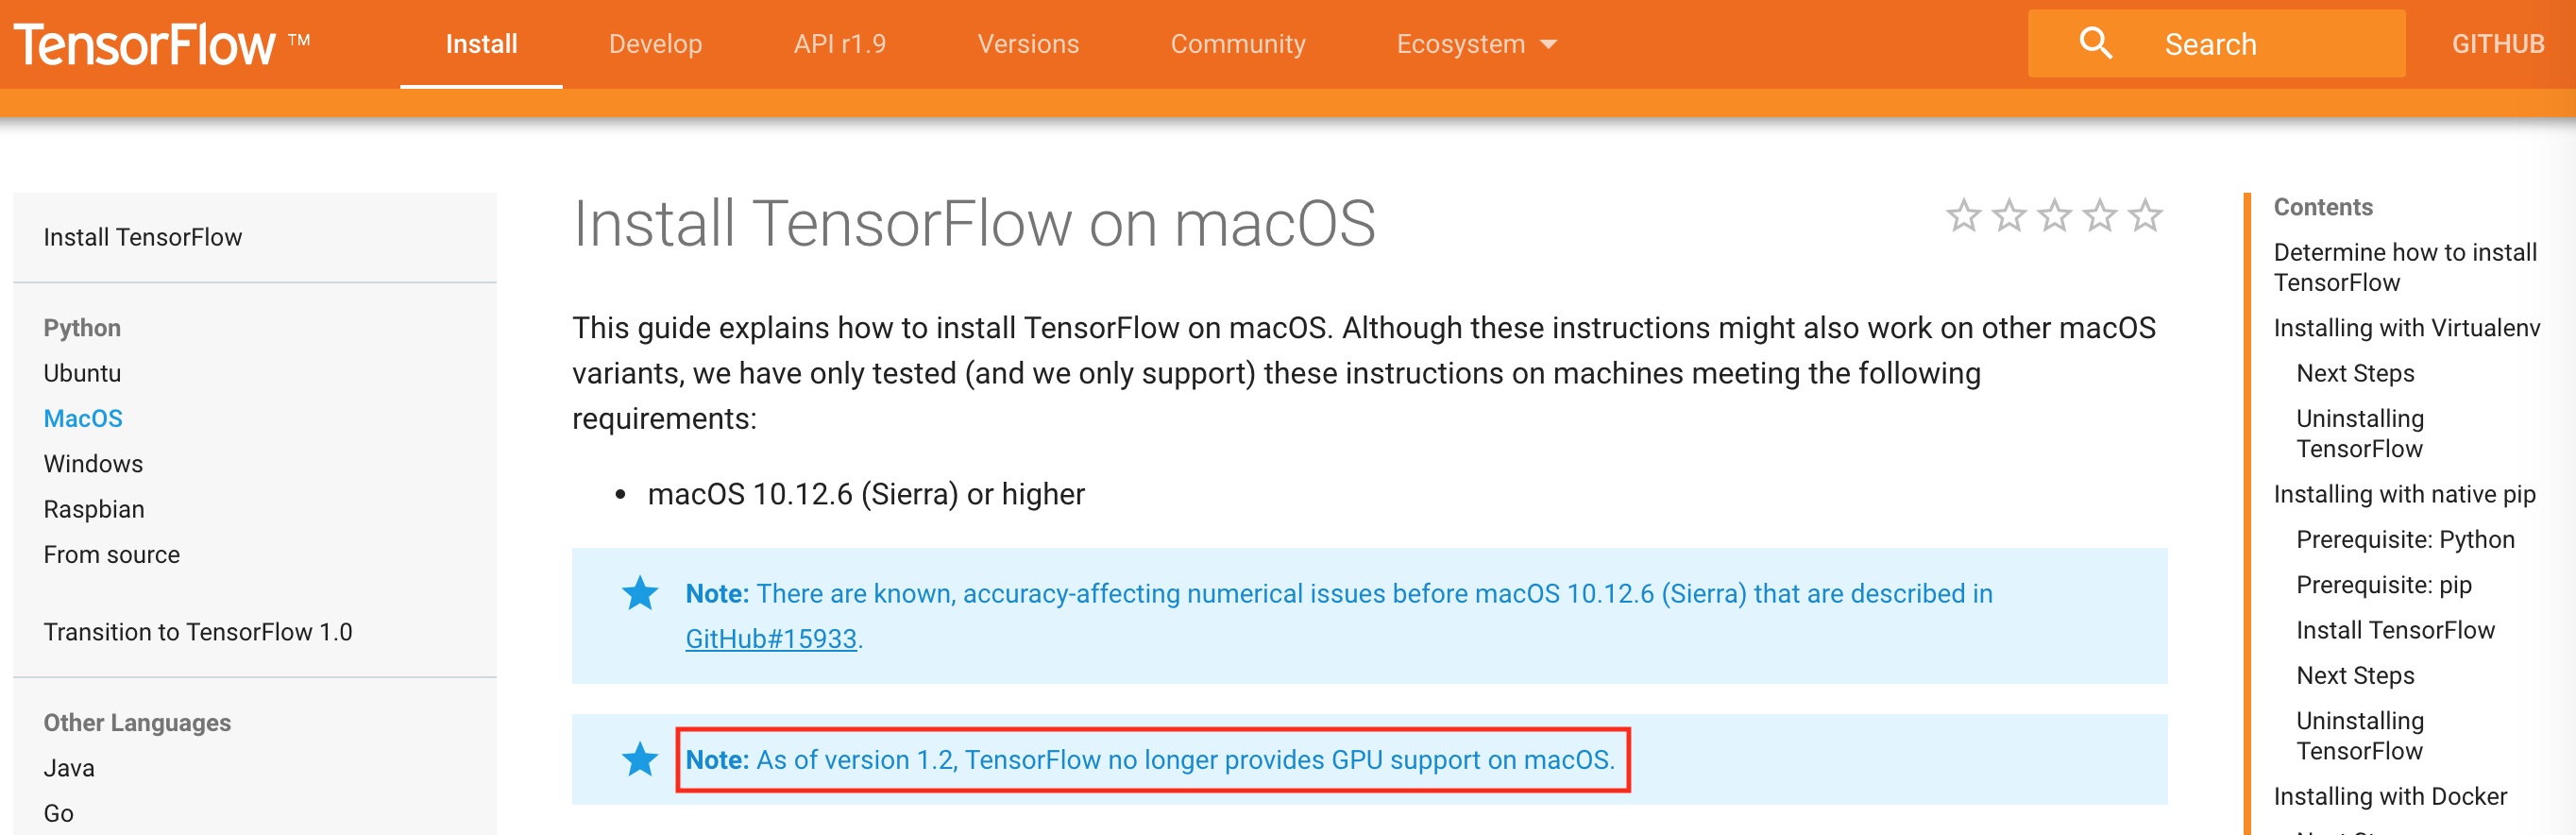 TensorFlow ™
Install
Develop
API r1.9
Versions
Community
Ecosystem
Search
GITHUB
Install TensorFlow
Python
Ubuntu
MacOS
Windows
Raspbian
From source
Transition to TensorFlow 1.0
Other Languages
Java
Go
Install TensorFlow on macOS
This guide explains how to install TensorFlow on macOS. Although these instructions might also work on other macOS
variants, we have only tested (and we only support) these instructions on machines meeting the following
requirements:
• macOS 10.12.6 (Sierra) or higher
Note: There are known, accuracy-affecting numerical issues before macOS 10.12.6 (Sierra) that are described in
GitHub#15933.
Note: As of version 1.2, TensorFlow no longer provides GPU support on macOS.
Contents
Determine how to install
TensorFlow
Installing with Virtualenv
Next Steps
Uninstalling
TensorFlow
Installing with native pip
Prerequisite: Python
Prerequisite: pip
Install TensorFlow
Next Steps
Uninstalling
TensorFlow
Installing with Docker